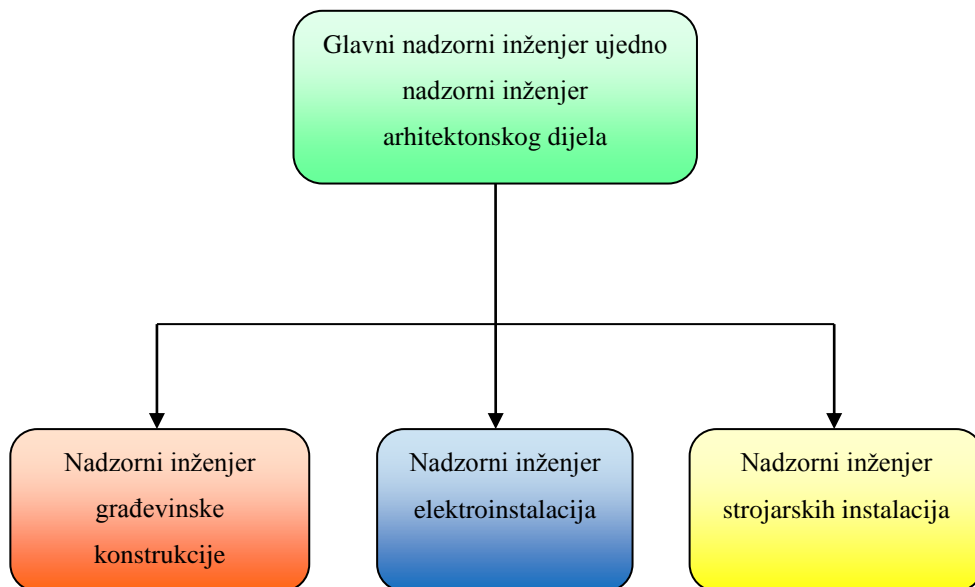 Glavni nadzorni inženjer ujedno
nadzorni inženjer
arhitektonskog dijela
Nadzorni inženjer
građevinske
konstrukcije
Nadzorni inženjer
elektroinstalacija
Nadzorni inženjer
strojarskih instalacija